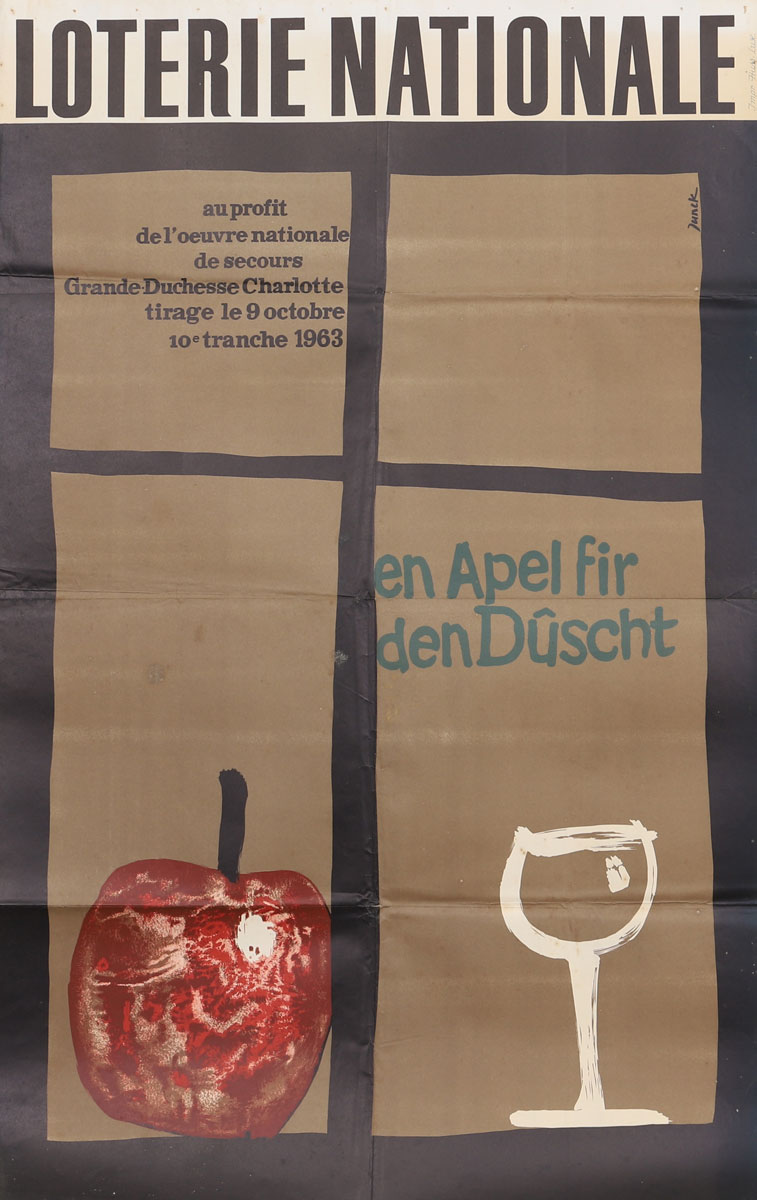 LOTERIE NATIONALE
au profit
de l'oeuvre nationale
de secours
Grande-Duchesse Charlotte
tirage le 9 octobre
10e tranche 1963
Junck
en Apel fir
den Dûscht